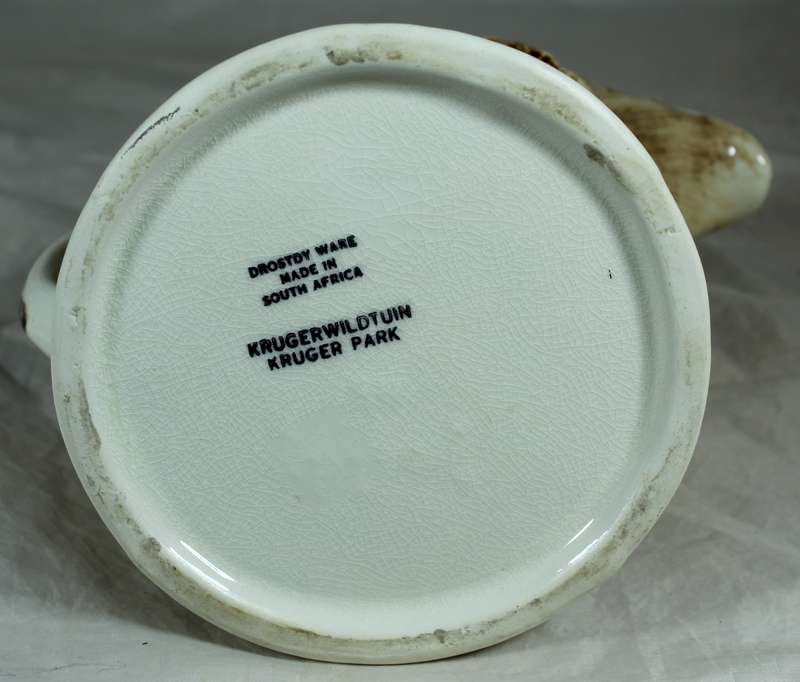 DROSTDY WARE
MADE IN
SOUTH AFRICA
KRUGERWILDTUIN
KRUGER PARK